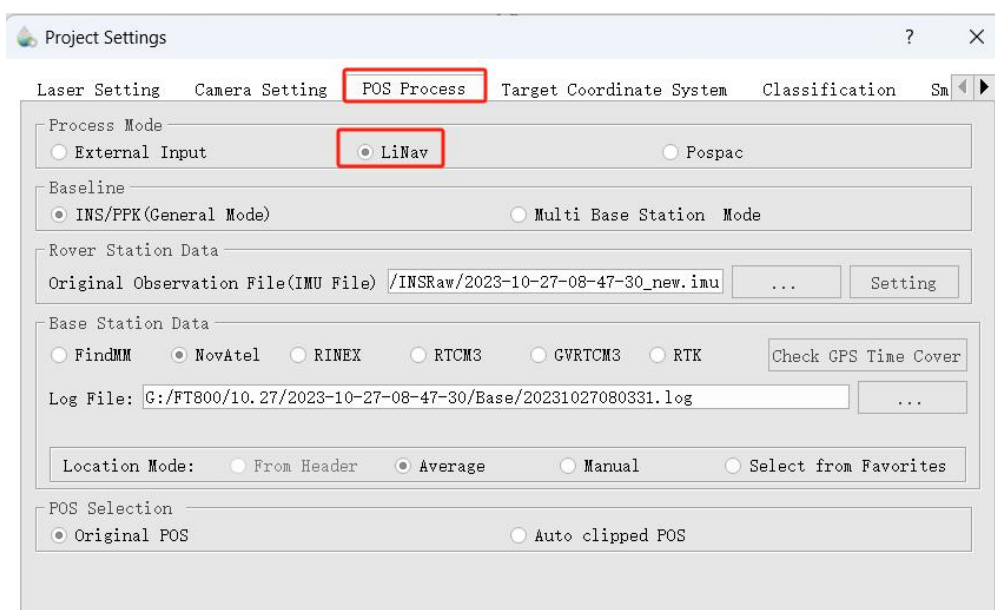 Project Settings ?
Laser Setting Camera Setting POS Process Target Coordinate System Classification Sm
Process Mode
External Input LiNav Pospac
Baseline
INS/PPK(General Mode) Multi Base Station Mode
Rover Station Data
Original Observation File(IMU File) /INSRaw/2023-10-27-08-47-30_new.imu ... Setting
Base Station Data
FindMM NovAtel RINEX RTCM3 GVRTCM3 RTK Check GPS Time Cover
Log File: G:/FT800/10.27/2023-10-27-08-47-30/Base/20231027080331.log ...
Location Mode: From Header Average Manual Select from Favorites
POS Selection
Original POS Auto clipped POS